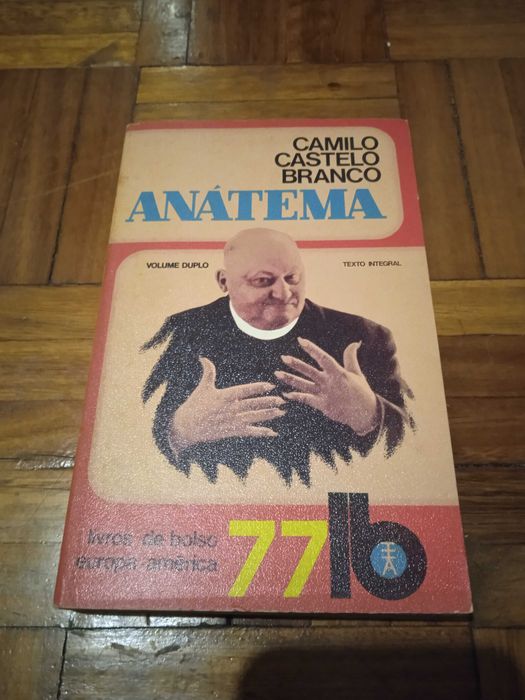 CAMILO
CASTELO
BRANCO
ANÁTEMA
VOLUME DUPLO
TEXTO INTEGRAL
livros de bolso
europa-américa
77 lb